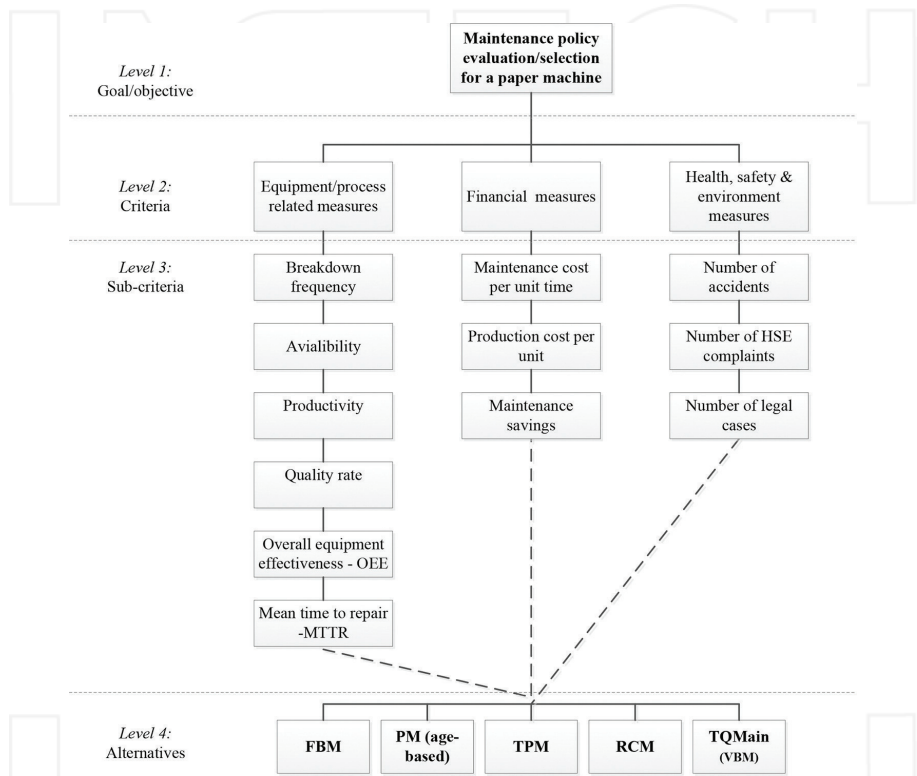 Maintenance policy
evaluation/selection
for a paper machine
Level 1:
Goal/objective
Level 2:
Criteria
Equipment/process
related measures
Financial measures
Health, safety &
environment
measures
Level 3:
Sub-criteria
Breakdown
frequency
Maintenance cost
per unit time
Number of
accidents
Avialibility
Production cost per
unit
Number of HSE
complaints
Productivity
Maintenance
savings
Number of legal
cases
Quality rate
Overall equipment
effectiveness - OEE
Mean time to repair
-MTTR
Level 4:
Alternatives
FBM
PM (age-
based)
TPM
RCM
TQMain
(VBM)